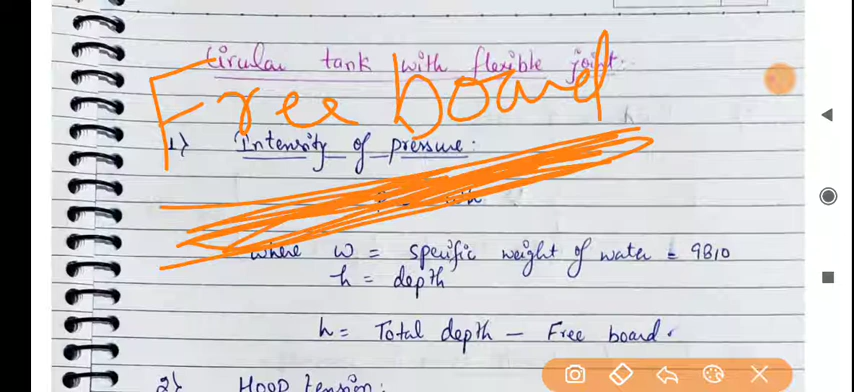 Circular tank with flexible joint:
Free board
1) Intensity of pressure:
where w = specific weight of water = 9810
h = depth
h = Total depth - Free board.
2) Hoop tension: